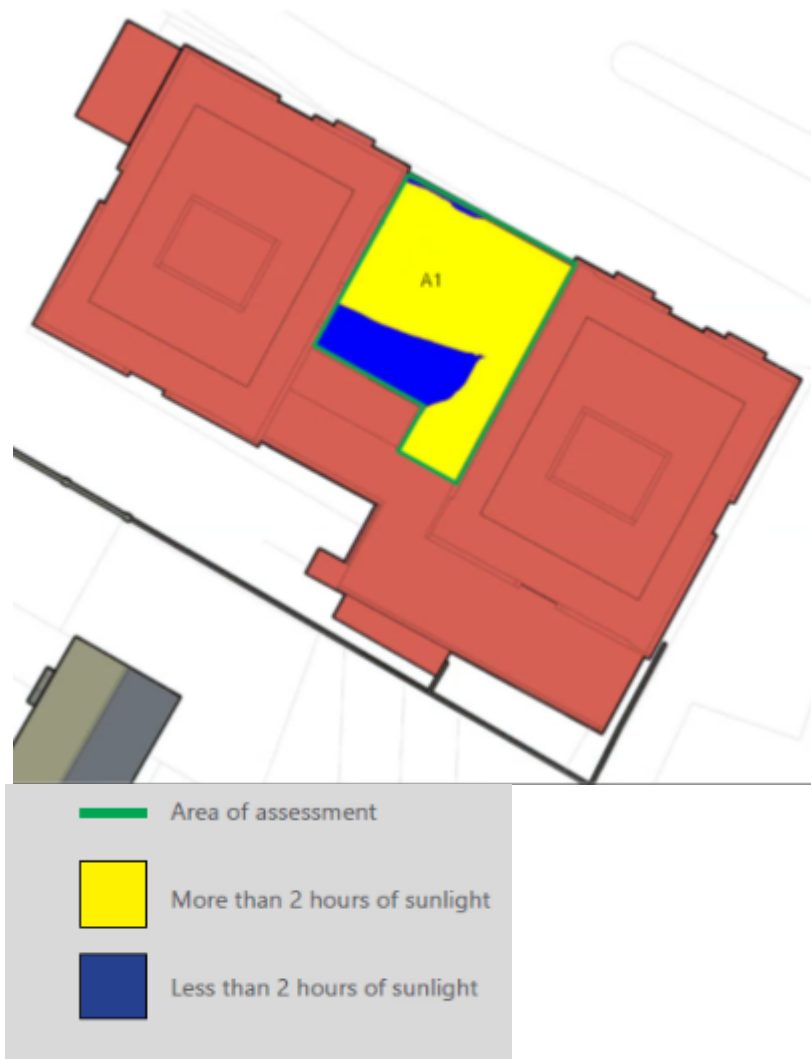 A1
Area of assessment
More than 2 hours of sunlight
Less than 2 hours of sunlight